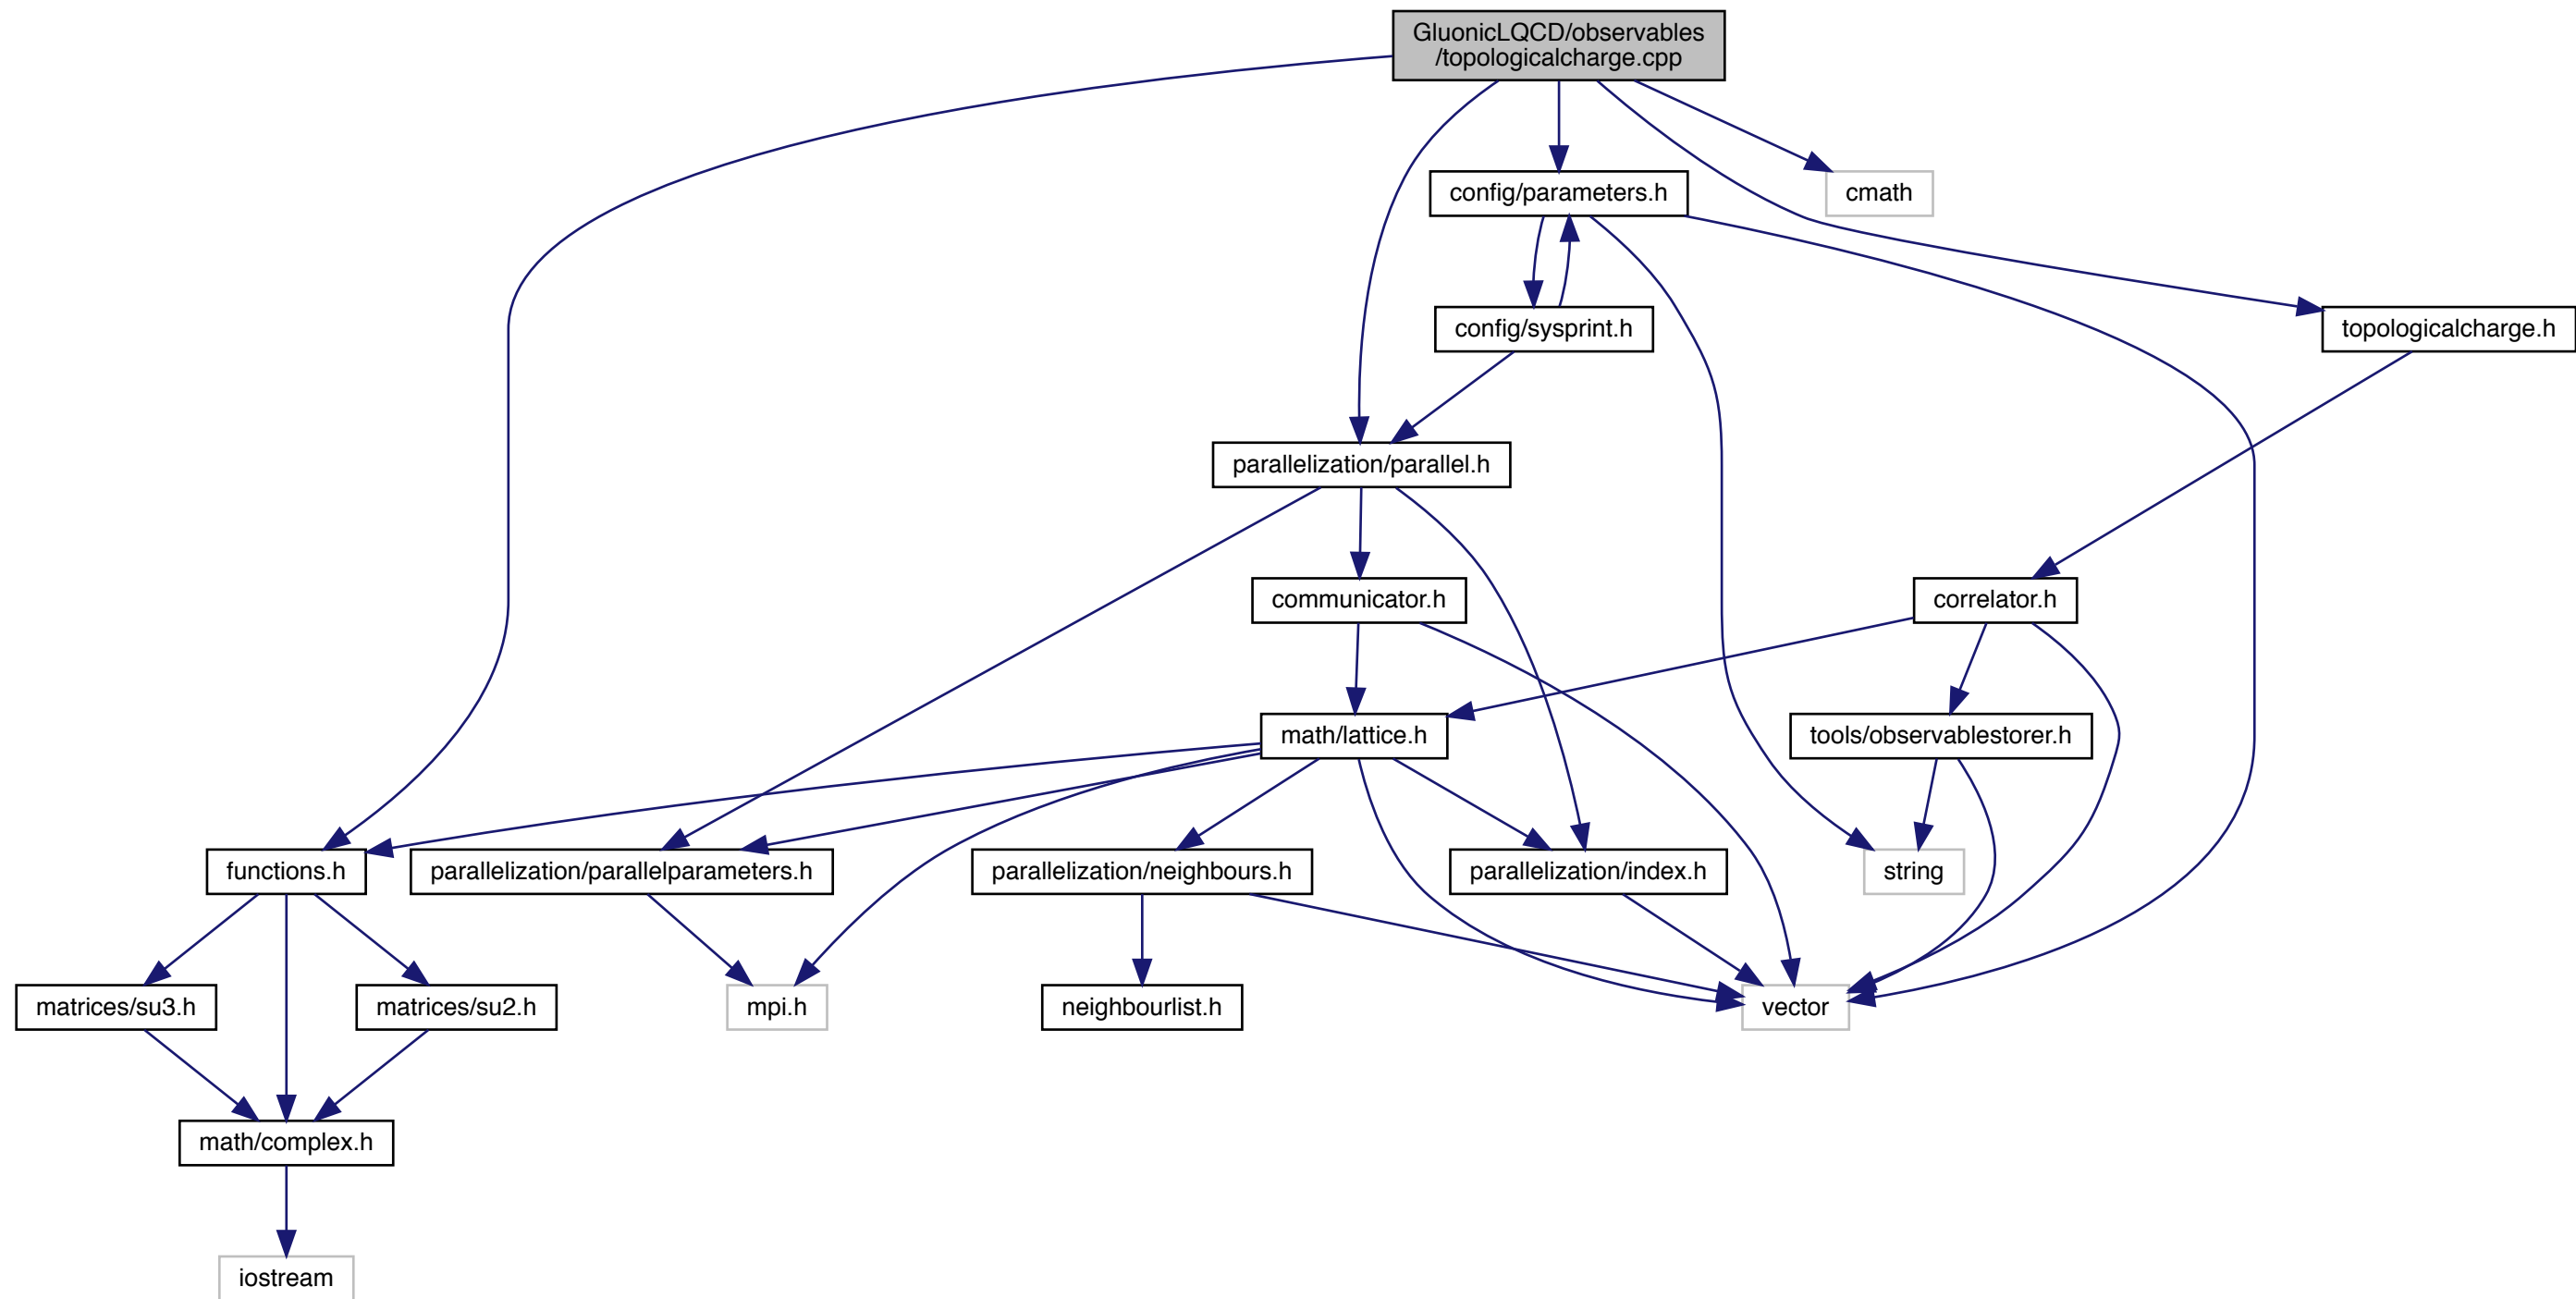 GluonicLQCD/observables
/topologicalcharge.cpp
config/parameters.h
cmath
config/sysprint.h
topologicalcharge.h
parallelization/parallel.h
communicator.h
correlator.h
math/lattice.h
tools/observablestorer.h
functions.h
parallelization/parallelparameters.h
parallelization/neighbours.h
parallelization/index.h
string
matrices/su3.h
matrices/su2.h
mpi.h
neighbourlist.h
vector
math/complex.h
iostream